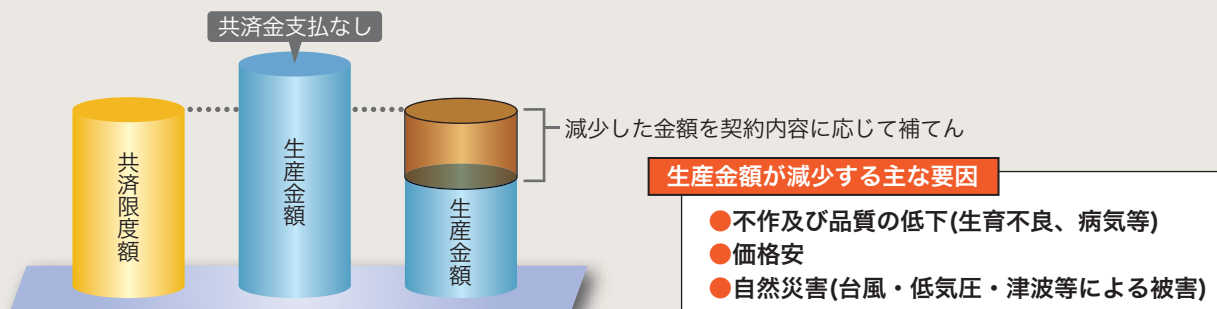 共済金支払なし
共済限度額
生産金額
生産金額
減少した金額を契約内容に応じて補てん
生産金額が減少する主な要因
●不作及び品質の低下(生育不良、病気等)
●価格安
●自然災害(台風・低気圧・津波等による被害)